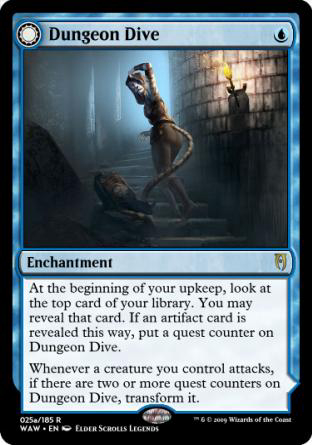 Dungeon Dive
Enchantment
At the beginning of your upkeep, look at
the top card of your library. You may
reveal that card. If an artifact card is
revealed this way, put a quest counter on
Dungeon Dive.
Whenever a creature you control attacks,
if there are two or more quest counters on
Dungeon Dive, transform it.
025a/185 R
WAW • EN ELDER SCROLLS LEGENDS
™ & © 2019 Wizards of the Coast